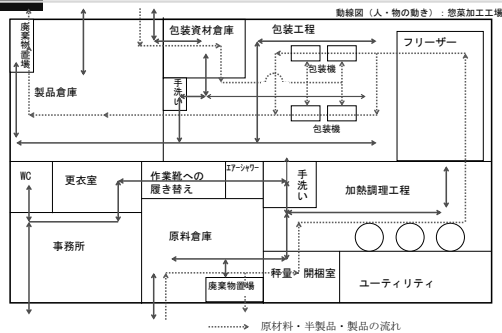 動線図（人・物の動き）：惣菜加工工場
廃棄物置場
包装資材倉庫
包装工程
フリーザー
包装機
手洗い
製品倉庫
包装機
WC
更衣室
作業靴への
履き替え
エアーシャワー
手洗い
加熱調理工程
事務所
原料倉庫
廃棄物置場
軽量
開梱室
ユーティリティ
原材料・半製品・製品の流れ